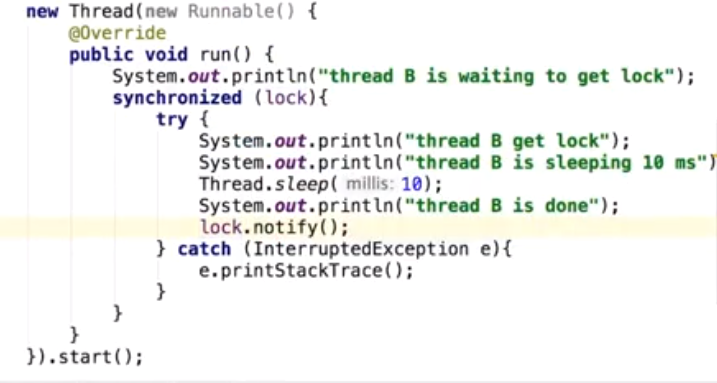 new Thread(new Runnable() {
@Override
public void run() {
System.out.println("thread B is waiting to get lock");
synchronized (lock){
try {
System.out.println("thread B get lock");
System.out.println("thread B is sleeping 10 ms")
Thread.sleep( millis: 10);
System.out.println("thread B is done");
lock.notify();
} catch (InterruptedException e){
e.printStackTrace();
}
}
}
}).start();